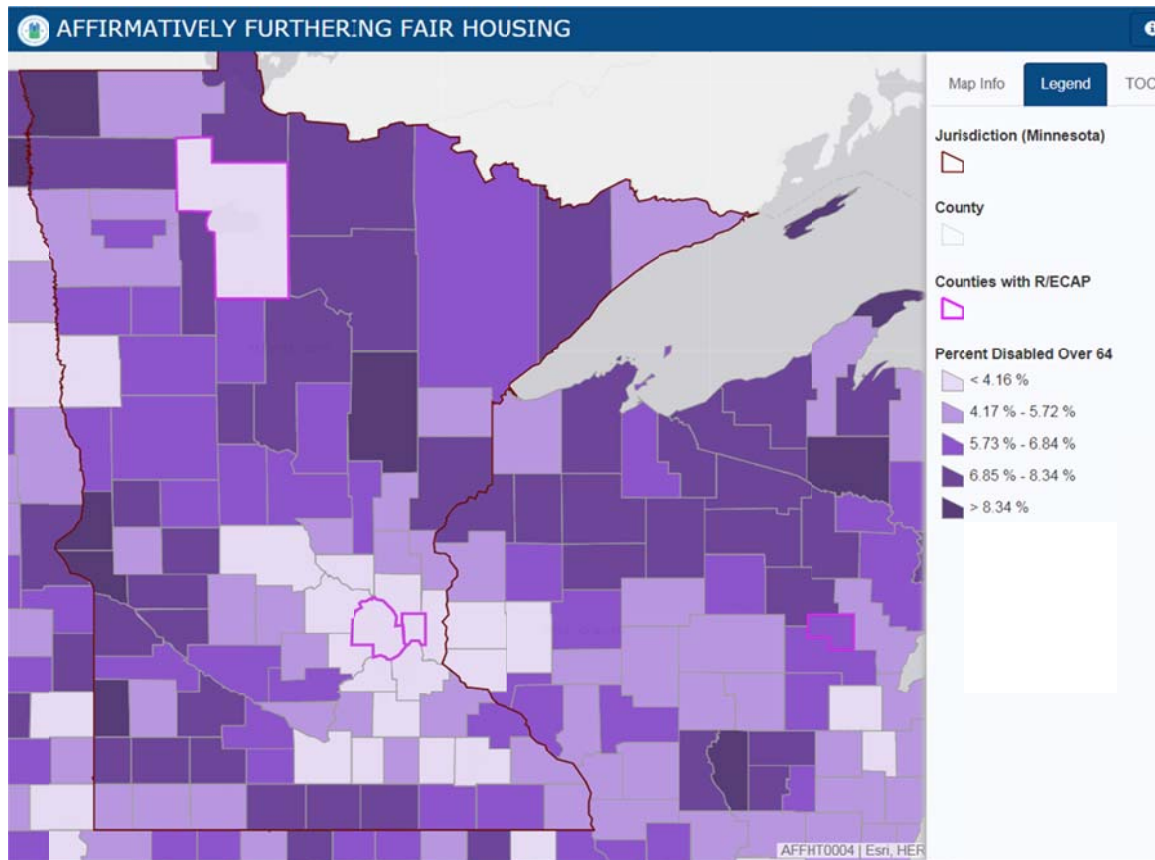 AFFIRMATIVELY FURTHERING FAIR HOUSING
Map Info Legend TOC
Jurisdiction (Minnesota)
County
Counties with R/ECAP
Percent Disabled Over 64
< 4.16 %
4.17 % - 5.72 %
5.73 % - 6.84 %
6.85 % - 8.34 %
> 8.34 %
AFFHT0004 | Esri, HER